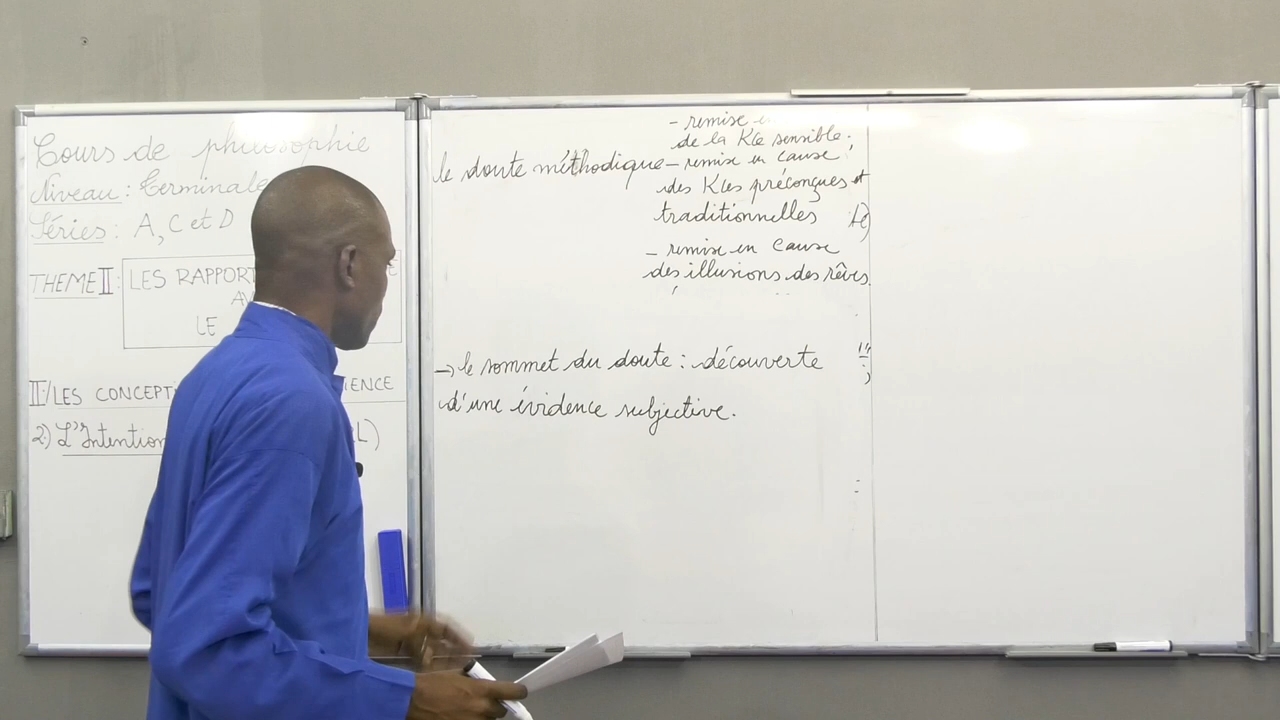 Cours de philosophie
Niveau : Terminale
Séries : A, C et D
THEME II : LES RAPPORT
LE
II-/LES CONCEPTI IENCE
2) L'Intention L)
- remise
de la Kce sensible ;
le doute méthodique - remise en cause ;
des Kces préconçues et
traditionnelles
- remise en cause
des illusions des rêves.
→ le sommet du doute : découverte
d'une évidence subjective.